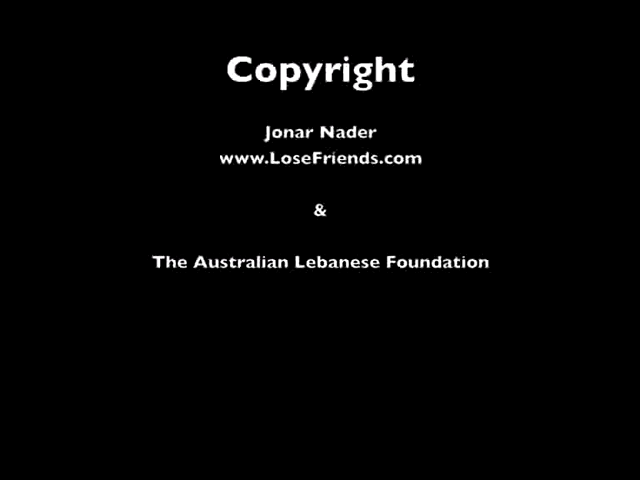 Copyright
Jonar Nader
www.LoseFriends.com
&
The Australian Lebanese Foundation